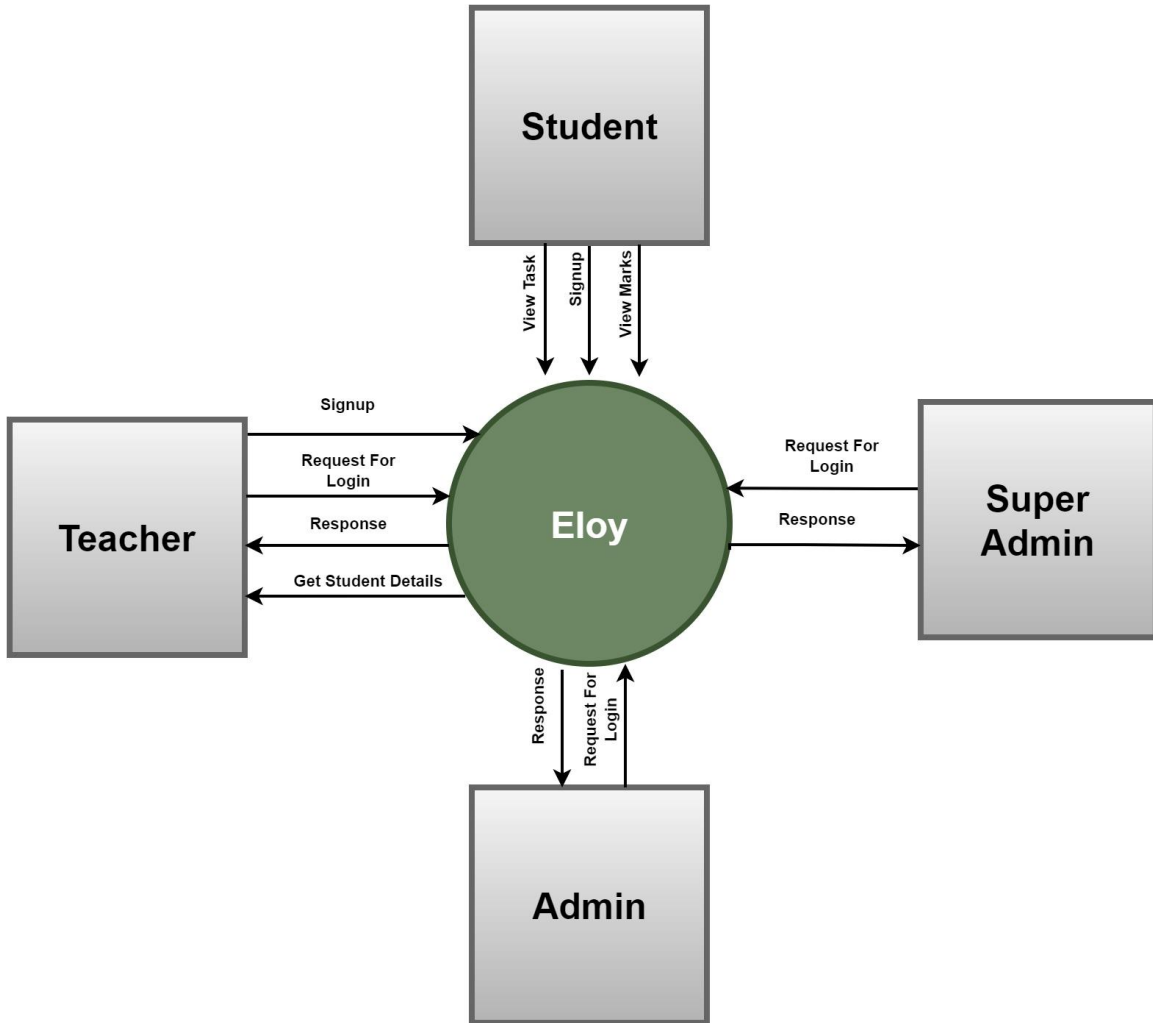 Student
View Task
Signup
View Marks
Signup
Request For
Login
Response
Get Student Details
Teacher
Eloy
Request For
Login
Response
Super
Admin
Response
Request For
Login
Admin